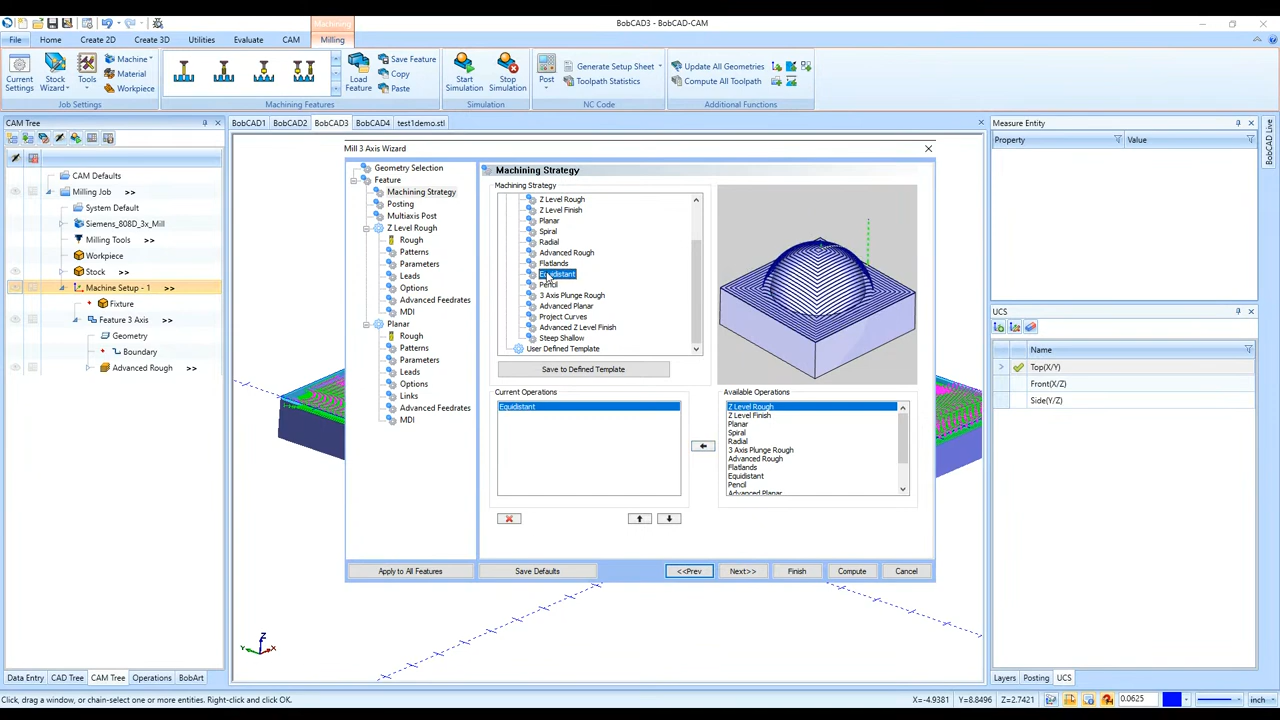 BobCAD3 - BobCAD-CAM
Machining
File
Home
Create 2D
Create 3D
Utilities
Evaluate
CAM
Milling
Current Settings
Stock Wizard
Tools
Machine
Material
Workpiece
Job Settings
Machining Features
Load Feature
Save Feature
Copy
Paste
Start Simulation
Stop Simulation
Simulation
Post
Generate Setup Sheet
Toolpath Statistics
NC Code
Update All Geometries
Compute All Toolpath
Additional Functions
CAM Tree
CAM Defaults
Milling Job >>
System Default
Siemens_808D_3x_Mill
Milling Tools >>
Workpiece
Stock >>
Machine Setup - 1 >>
Fixture
Feature 3 Axis >>
Geometry >>
Boundary
Advanced Rough >>
Data Entry
CAD Tree
CAM Tree
Operations
BobArt
BobCAD1
BobCAD2
BobCAD3
BobCAD4
test1demo.stl
Mill 3 Axis Wizard
Geometry Selection
Feature
Machining Strategy
Posting
Multiaxis Post
Z Level Rough
Rough
Patterns
Parameters
Leads
Options
Advanced Feedrates
MDI
Planar
Rough
Patterns
Parameters
Leads
Options
Links
Advanced Feedrates
MDI
Machining Strategy
Machining Strategy
Z Level Rough
Z Level Finish
Planar
Spiral
Radial
Advanced Rough
Flatlands
Equidistant
Pencil
3 Axis Plunge Rough
Advanced Planar
Project Curves
Advanced Z Level Finish
Steep Shallow
User Defined Template
Save to Defined Template
Current Operations
Equidistant
Available Operations
Z Level Rough
Z Level Finish
Planar
Spiral
Radial
3 Axis Plunge Rough
Advanced Rough
Flatlands
Equidistant
Pencil
Advanced Planar
Apply to All Features
Save Defaults
<<Prev
Next>>
Finish
Compute
Cancel
Z
Y
X
Measure Entity
Property
Value
UCS
Name
Top(X/Y)
Front(X/Z)
Side(Y/Z)
Layers
Posting
UCS
BobCAD Live
Click, drag a window, or chain-select one or more entities. Right-click and click OK.
X=-4.9381
Y=8.8496
Z=2.7421
0.0625
inch